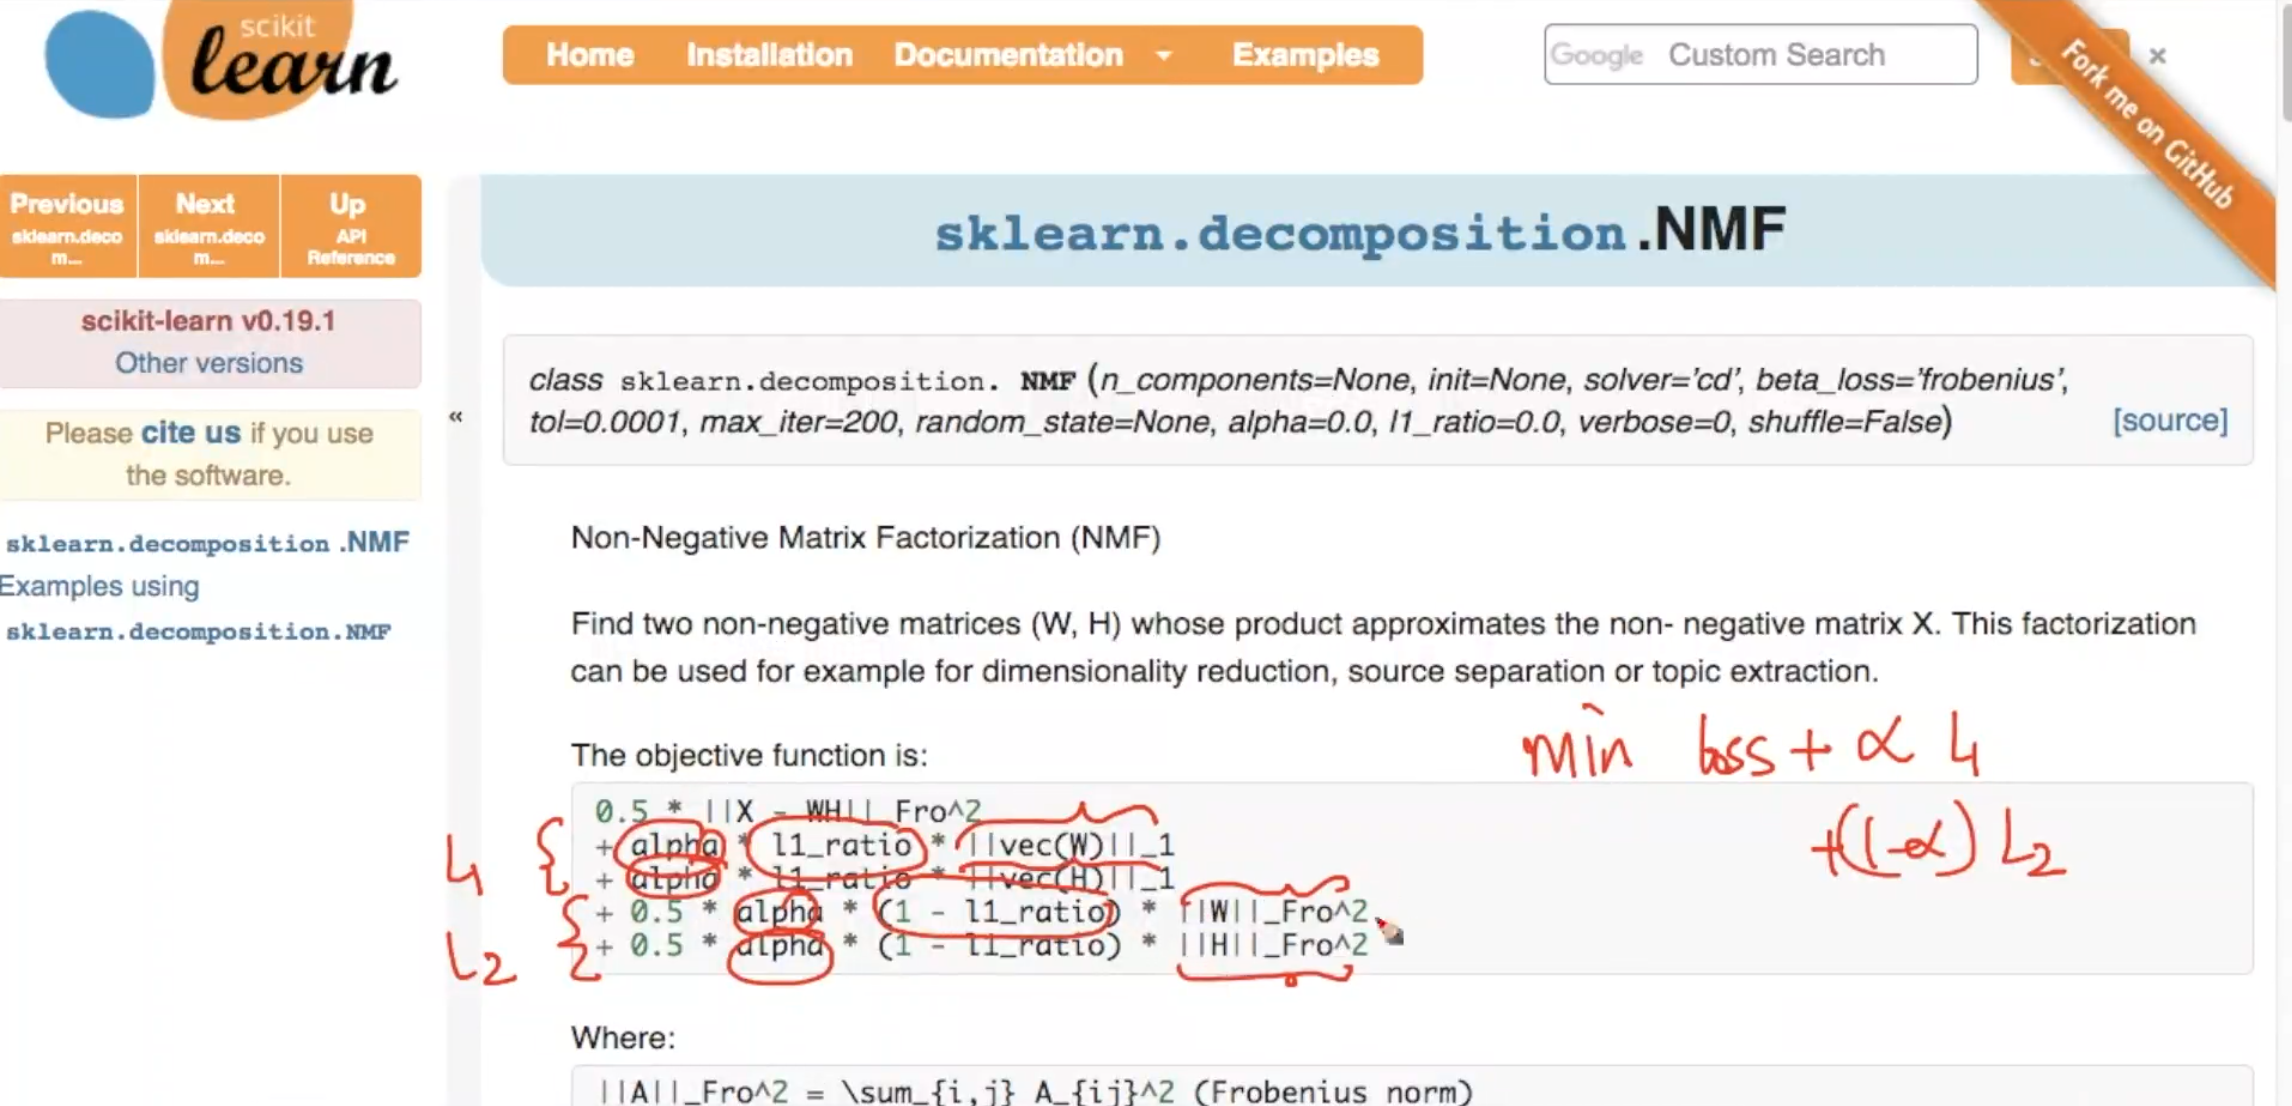 scikit
learn
Home Installation Documentation Examples
Google Custom Search
×
Fork me on GitHub
Previous
sklearn.deco
m...
Next
sklearn.deco
m...
Up
API
Reference
scikit-learn v0.19.1
Other versions
Please cite us if you use
the software.
sklearn.decomposition .NMF
Examples using
sklearn.decomposition.NMF
«
sklearn.decomposition.NMF
class sklearn.decomposition. NMF (n_components=None, init=None, solver='cd', beta_loss='frobenius',
tol=0.0001, max_iter=200, random_state=None, alpha=0.0, l1_ratio=0.0, verbose=0, shuffle=False) [source]
Non-Negative Matrix Factorization (NMF)
Find two non-negative matrices (W, H) whose product approximates the non- negative matrix X. This factorization
can be used for example for dimensionality reduction, source separation or topic extraction.
min loss + α L1
+(1-α) L2
The objective function is:
0.5 * ||X - WH||_Fro^2
L1 { + alpha * l1_ratio * ||vec(W)||_1
+ alpha * l1_ratio * ||vec(H)||_1
L2 { + 0.5 * alpha * (1 - l1_ratio) * ||W||_Fro^2
+ 0.5 * alpha * (1 - l1_ratio) * ||H||_Fro^2
Where:
||A||_Fro^2 = \sum_{i,j} A_{ij}^2 (Frobenius norm)